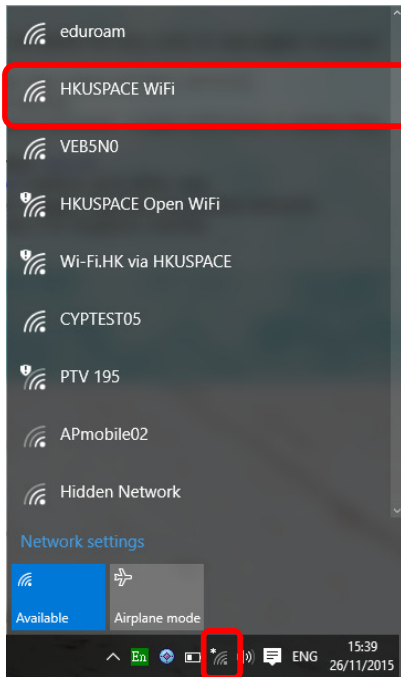 eduroam
HKUSPACE WiFi
VEB5N0
HKUSPACE Open WiFi
Wi-Fi.HK via HKUSPACE
CYPTEST05
PTV 195
APmobile02
Hidden Network
Network settings
Available
Airplane mode
En
ENG
15:39
26/11/2015